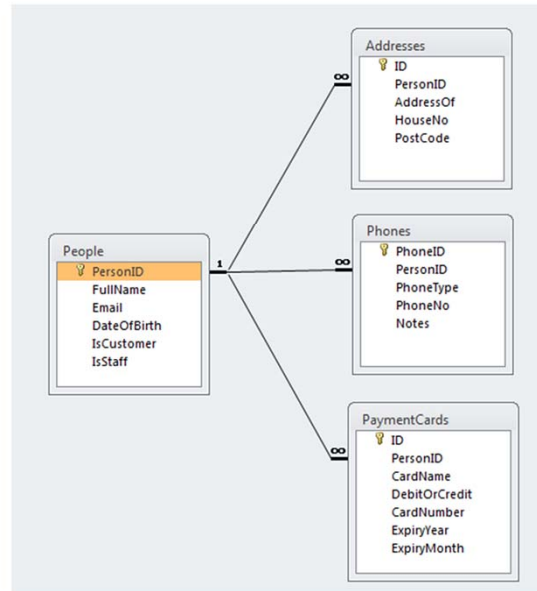 Addresses
ID
PersonID
AddressOf
HouseNo
PostCode
∞
Phones
PhoneID
PersonID
PhoneType
PhoneNo
Notes
∞
People
PersonID
FullName
Email
DateOfBirth
IsCustomer
IsStaff
1
PaymentCards
ID
PersonID
CardName
DebitOrCredit
CardNumber
ExpiryYear
ExpiryMonth
∞